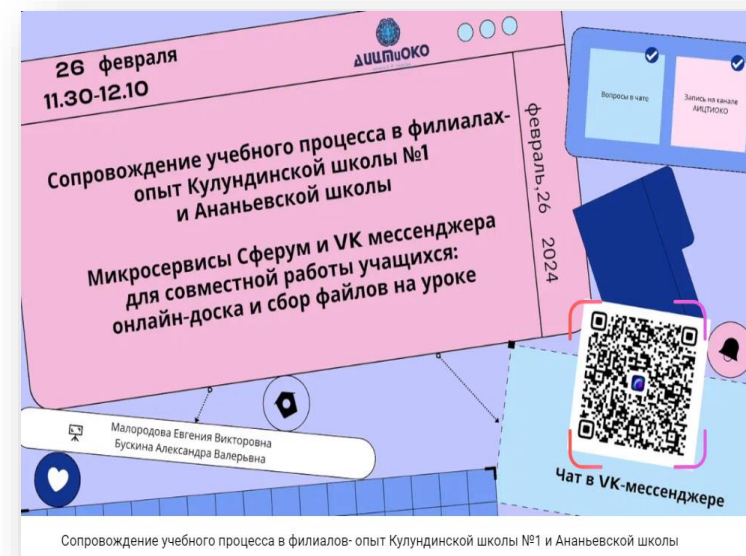 26 февраля
11.30-12.10
АИЦТиОКО
Сопровождение учебного процесса в филиалах-
опыт Кулундинской школы №1
и Ананьевской школы
Микросервисы Сферум и VK мессенджера
для совместной работы учащихся:
онлайн-доска и сбор файлов на уроке
февраль,26 2024
Вопросы в чате
Запись на канале
АИЦТИОКО
Малородова Евгения Викторовна
Бускина Александра Валерьвна
Чат в VK-мессенджере
Сопровождение учебного процесса в филиалов- опыт Кулундинской школы №1 и Ананьевской школы